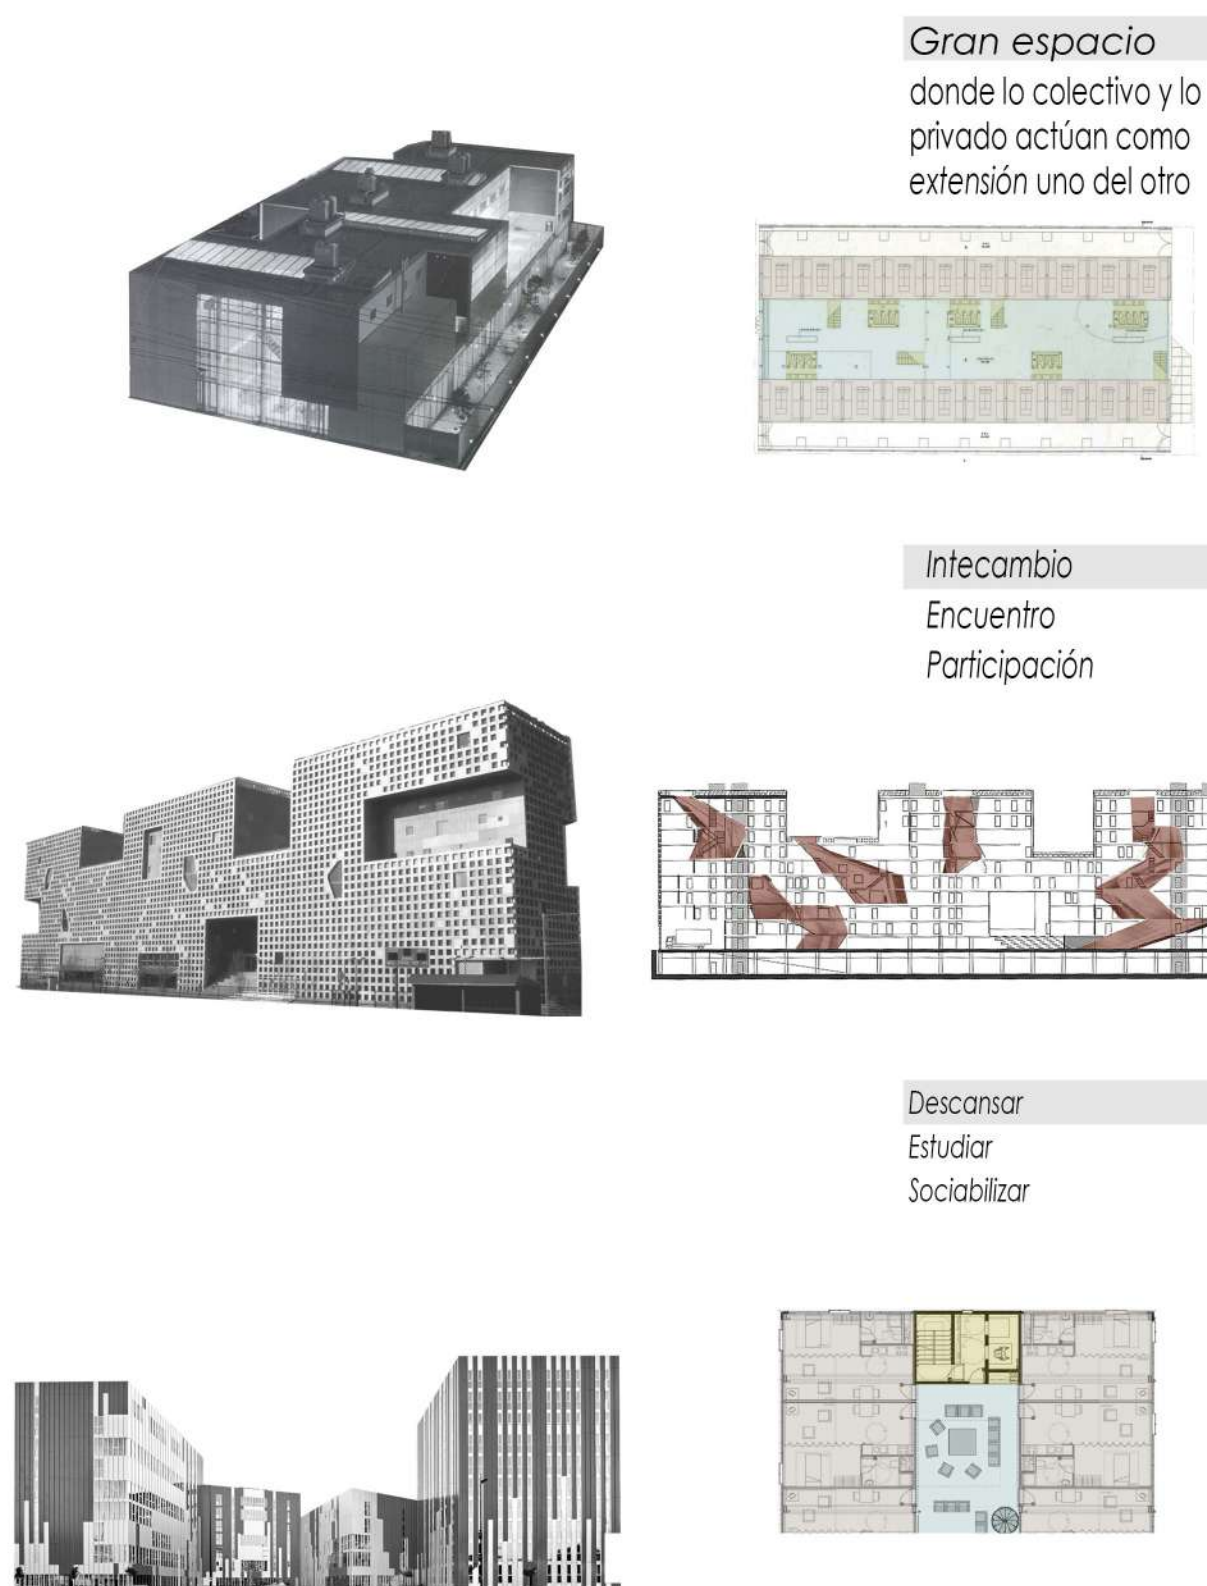 Gran espacio
donde lo colectivo y lo
privado actúan como
extensión uno del otro
Intecambio
Encuentro
Participación
Descansar
Estudiar
Sociabilizar